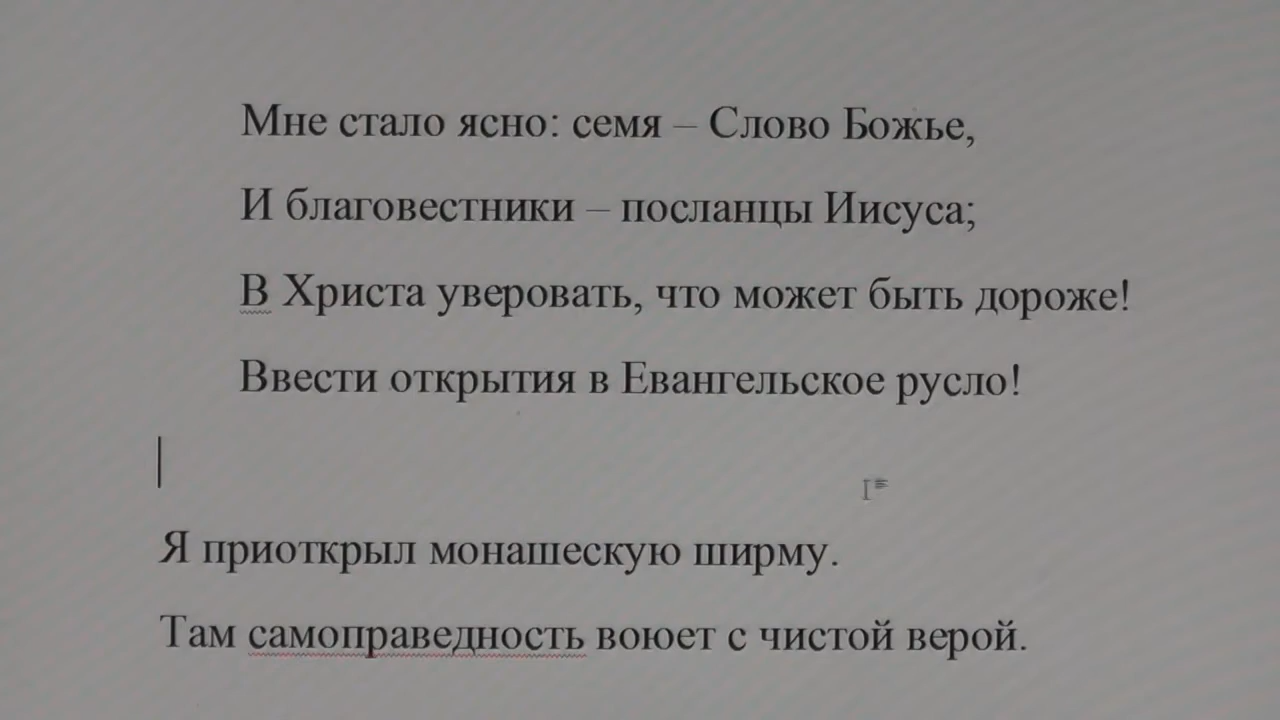 Мне стало ясно: семя – Слово Божье,
И благовестники – посланцы Иисуса;
В Христа уверовать, что может быть дороже!
Ввести открытия в Евангельское русло!
Я приоткрыл монашескую ширму.
Там самоправедность воюет с чистой верой.